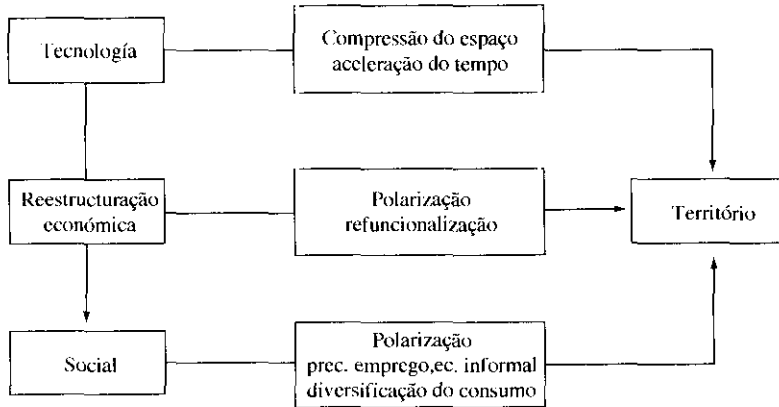 Tecnología
Compressão do espaço
acceleração do tempo
Reestructuração
económica
Polarização
refuncionalização
Território
Social
Polarização
prec. emprego,ec. informal
diversificação do consumo